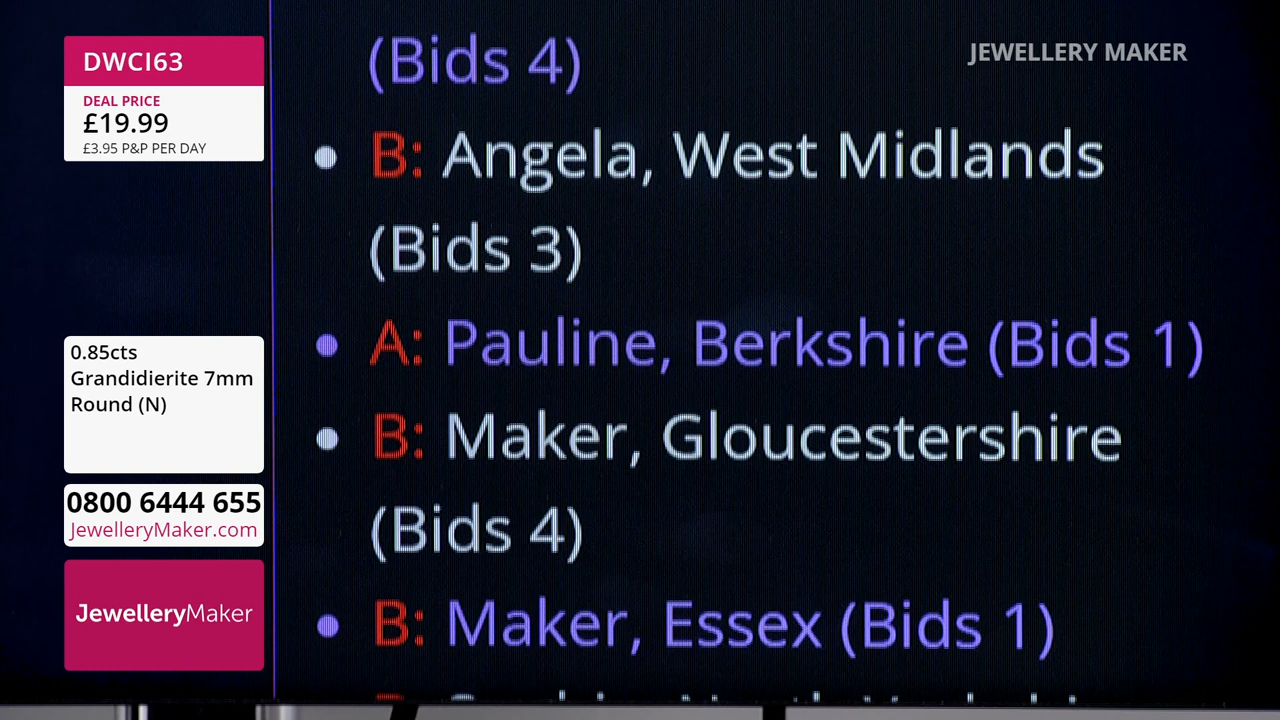 DWCI63
DEAL PRICE
£19.99
£3.95 P&P PER DAY
0.85cts
Grandidierite 7mm
Round (N)
0800 6444 655
JewelleryMaker.com
JewelleryMaker
JEWELLERY MAKER
(Bids 4)
B: Angela, West Midlands
(Bids 3)
A: Pauline, Berkshire (Bids 1)
B: Maker, Gloucestershire
(Bids 4)
B: Maker, Essex (Bids 1)